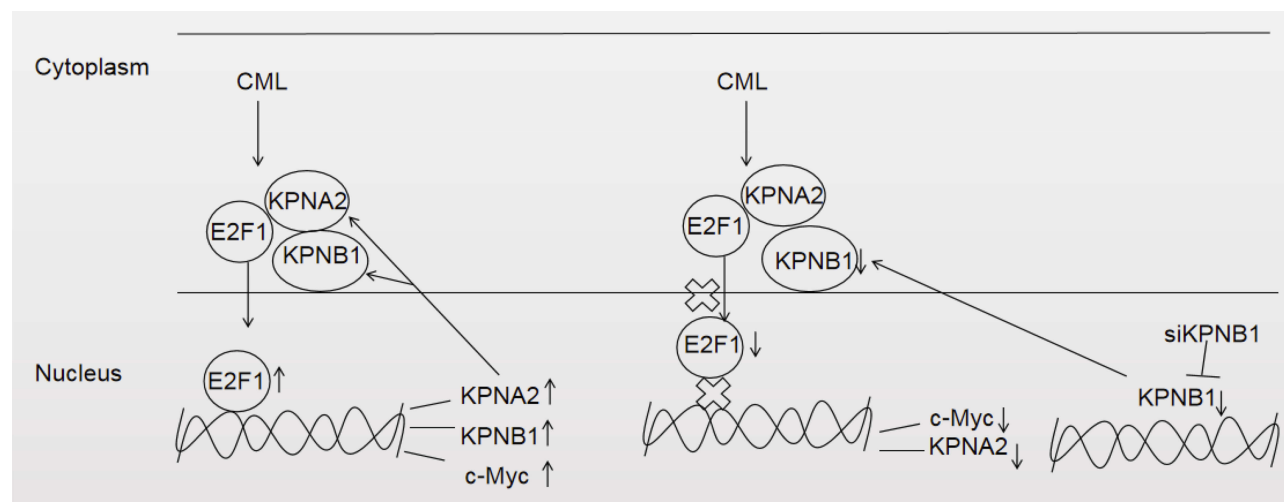 Cytoplasm
CML
CML
KPNA2
E2F1
KPNB1
KPNA2
E2F1
KPNB1
Nucleus
E2F1
KPNA2
KPNB1
c-Myc
E2F1
c-Myc
KPNA2
siKPNB1
KPNB1